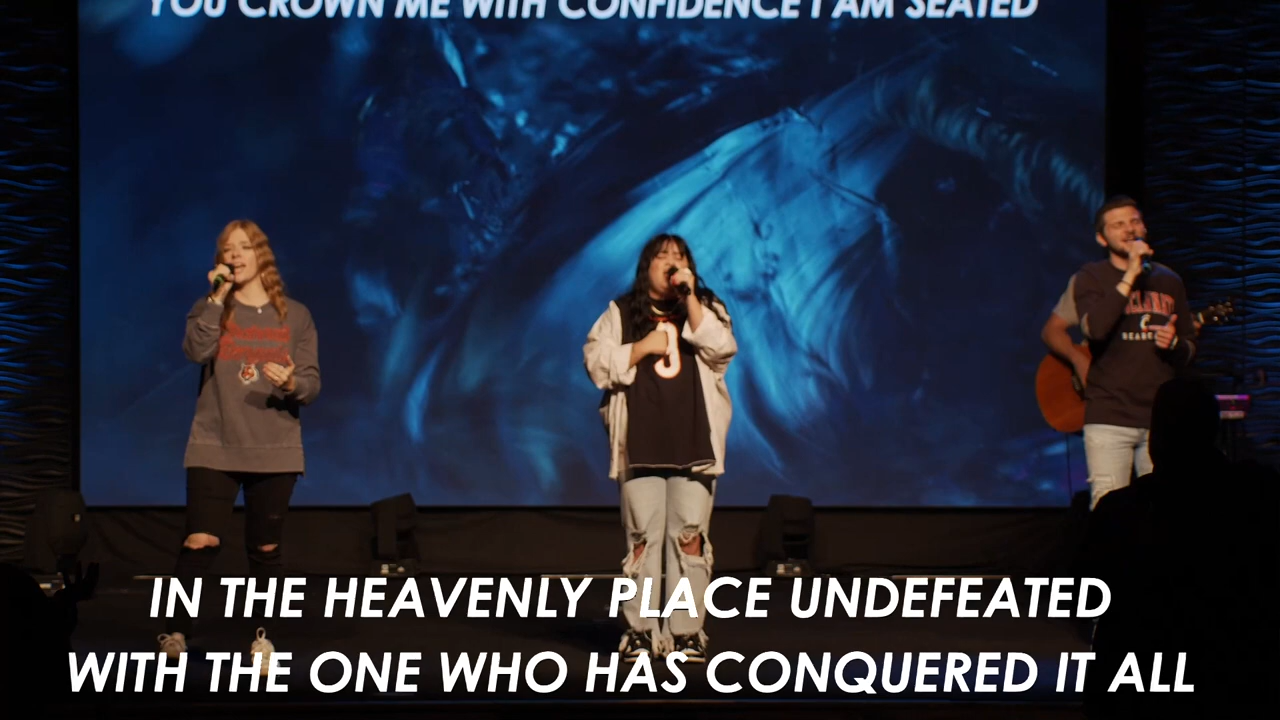 YOU CROWN ME WITH CONFIDENCE I AM SEATED
IN THE HEAVENLY PLACE UNDEFEATED
WITH THE ONE WHO HAS CONQUERED IT ALL